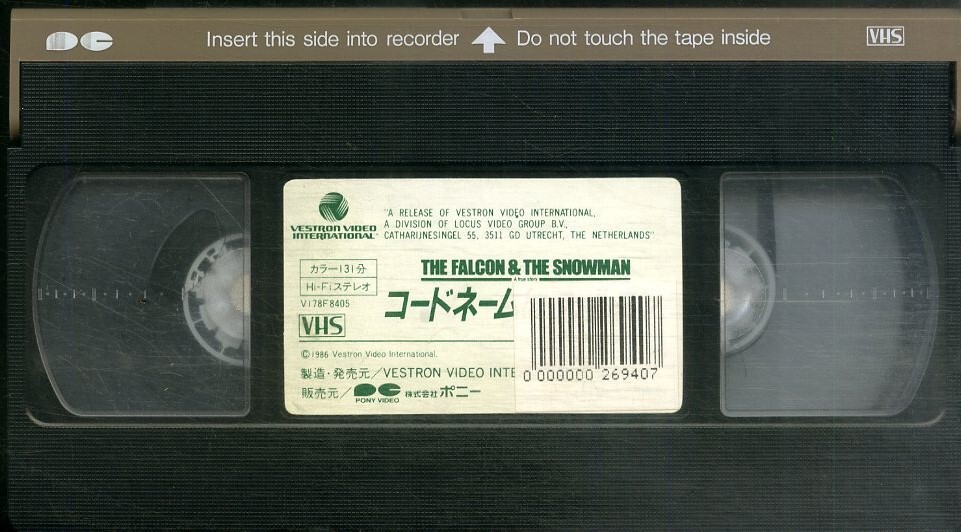 PC Insert this side into recorder Do not touch the tape inside VHS
VESTRON VIDEO
INTERNATIONAL
"A RELEASE OF VESTRON VIDEO INTERNATIONAL,
A DIVISION OF LOCUS VIDEO GROUP B.V.,
CATHARIJNESINGEL 55, 3511 GD UTRECHT, THE NETHERLANDS"
THE FALCON & THE SNOWMAN
A true story
カラー131分
Hi-Fiステレオ
V178F8405
コードネーム
VHS
©1986 Vestron Video International.
製造・発売元/VESTRON VIDEO INTE
販売元/PC PONY VIDEO 株式会社ポニー
0 000000 269407